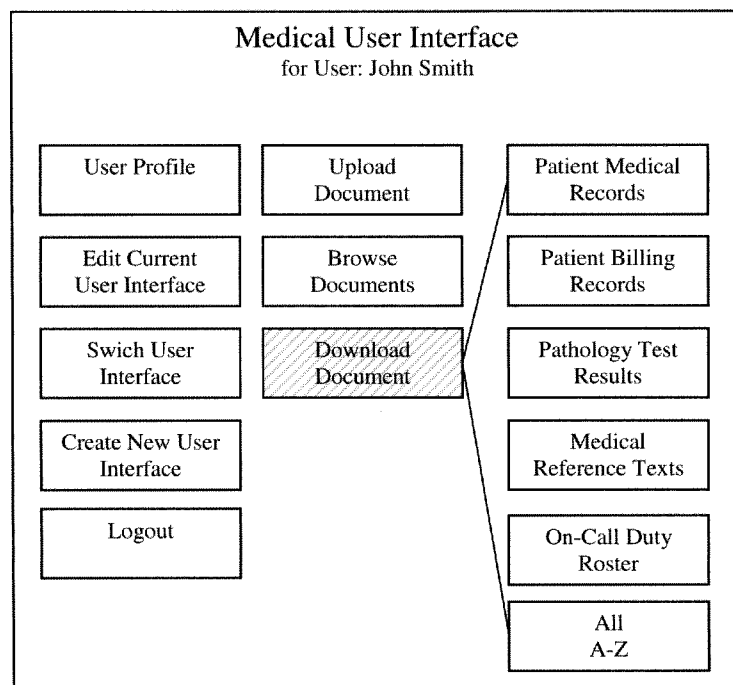 Medical User Interface
for User: John Smith
User Profile
Edit Current
User Interface
Swich User
Interface
Create New User
Interface
Logout
Upload
Document
Browse
Documents
Download
Document
Patient Medical
Records
Patient Billing
Records
Pathology Test
Results
Medical
Reference Texts
On-Call Duty
Roster
All
A-Z